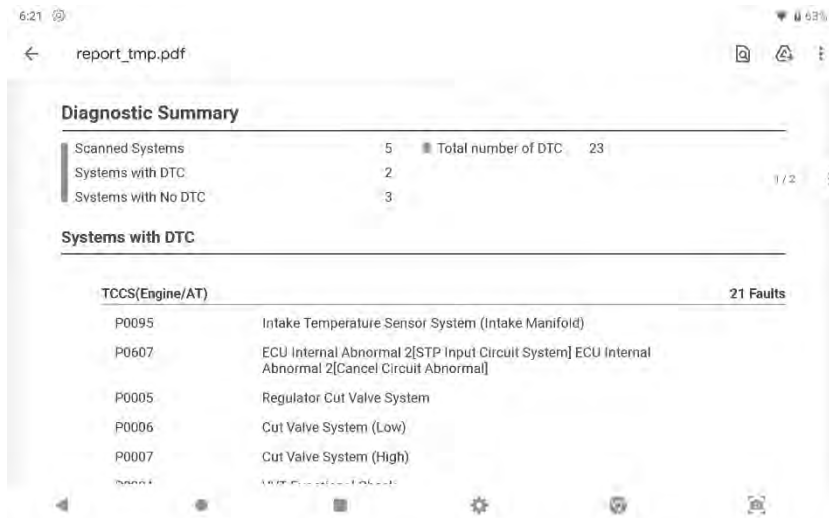 6:21 63%
report_tmp.pdf
Diagnostic Summary
Scanned Systems 5 Total number of DTC 23
Systems with DTC 2
1 / 2
Systems with No DTC 3
Systems with DTC
TCCS(Engine/AT) 21 Faults
P0095 Intake Temperature Sensor System (Intake Manifold)
P0607 ECU Internal Abnormal 2[STP Input Circuit System] ECU Internal
Abnormal 2[Cancel Circuit Abnormal]
P0005 Regulator Cut Valve System
P0006 Cut Valve System (Low)
P0007 Cut Valve System (High)